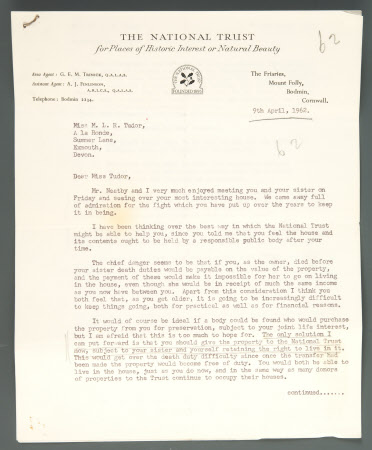 62
THE NATIONAL TRUST
for Places of Historic Interest or Natural Beauty
Area Agent: G. E. M. Trinick, Q.A.L.A.S.
Assistant Agent: A. J.
A.R.I.C.S., Q.A.L.A.S.
Telephone: Bodmin 1234.
The Friaries,
Mount Folly,
Bodmin,
Cornwall.
9th April, 1962.
62
Miss M. L. R. Tudor,
A la Ronde,
Summer Lane,
Exmouth,
Devon.
Dear Miss Tudor,
Mr. and I very much enjoyed meeting you and your sister on
Friday and seeing over your most interesting house. We came away full
of admiration for the fight which you have put up over the years to keep
it in being.
I have been thinking over the best way in which the National Trust
might be able to help you, since you told me that you feel the house and
its contents ought to be held by a responsible public body after your
time.
The chief danger seems to be that if you, as the owner, died before
your sister death duties would be payable on the value of the property,
and the payment of these would make it impossible for her to go on living
in the house, even though she would be in receipt of much the same income
as you now have between you. Apart from this consideration I think you
both feel that, as you get older, it is going to be increasingly difficult
to keep things going, both for practical as well as for financial reasons.
It would of course be ideal if a body could be found who would purchase
the property from you for preservation, subject to your joint life interest,
but I am afraid that this is too much to hope for. The only solution I
can put forward is that you should give the property to the National Trust
now, subject to your sister and yourself retaining the right to live in it.
This would get over the death duty difficulty since once the transfer had
been made the property would become free of duty. You would both be able to
live in the house, just as you do now, and in the same way as many donors
of properties to the Trust continue to occupy their houses.
continued.......